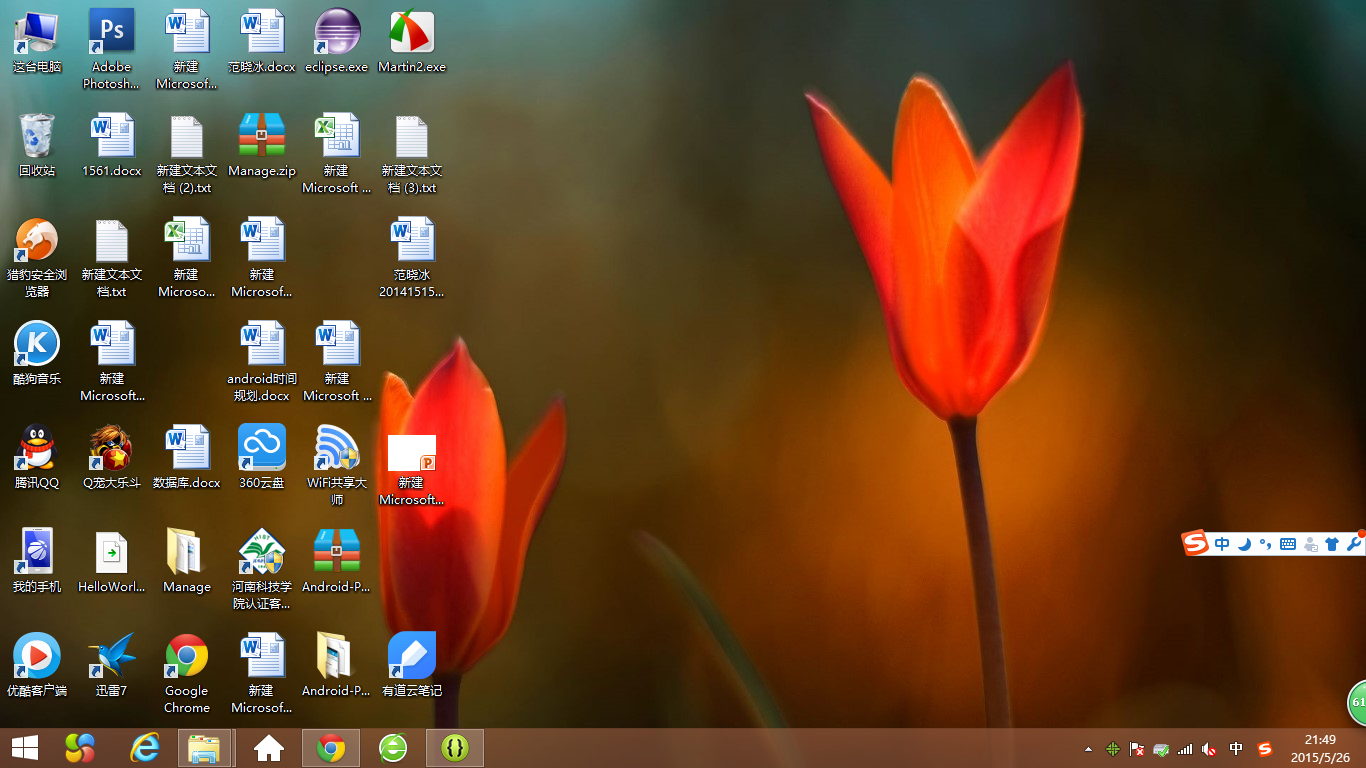 这台电脑
Ps
Adobe
Photosh...
新建
Microsof...
范晓冰.docx
eclipse.exe
Martin2.exe
回收站
1561.docx
新建文本文
档 (2).txt
Manage.zip
新建
Microsoft ...
新建文本文
档 (3).txt
猎豹安全浏
览器
新建文本文
档.txt
新建
Microso...
新建
Microsof...
范晓冰
20141515...
酷狗音乐
新建
Microsoft...
android时间
规划.docx
新建
Microsoft ...
腾讯QQ
Q宠大乐斗
数据库.docx
360云盘
WiFi共享大
师
新建
Microsoft...
我的手机
HelloWorl...
Manage
河南科技学
院认证客...
Android-P...
优酷客户端
迅雷7
Google
Chrome
新建
Microsof...
Android-P...
有道云笔记
中
61
中
21:49
2015/5/26